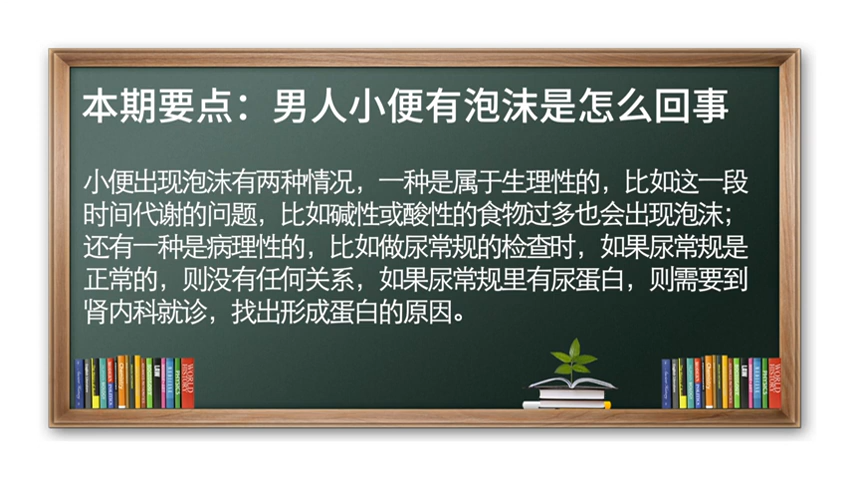 本期要点：男人小便有泡沫是怎么回事
小便出现泡沫有两种情况，一种是属于生理性的，比如这一段
时间代谢的问题，比如碱性或酸性的食物过多也会出现泡沫；
还有一种是病理性的，比如做尿常规的检查时，如果尿常规是
正常的，则没有任何关系，如果尿常规里有尿蛋白，则需要到
肾内科就诊，找出形成蛋白的原因。
WORLD HISTORY
WORLD HISTORY